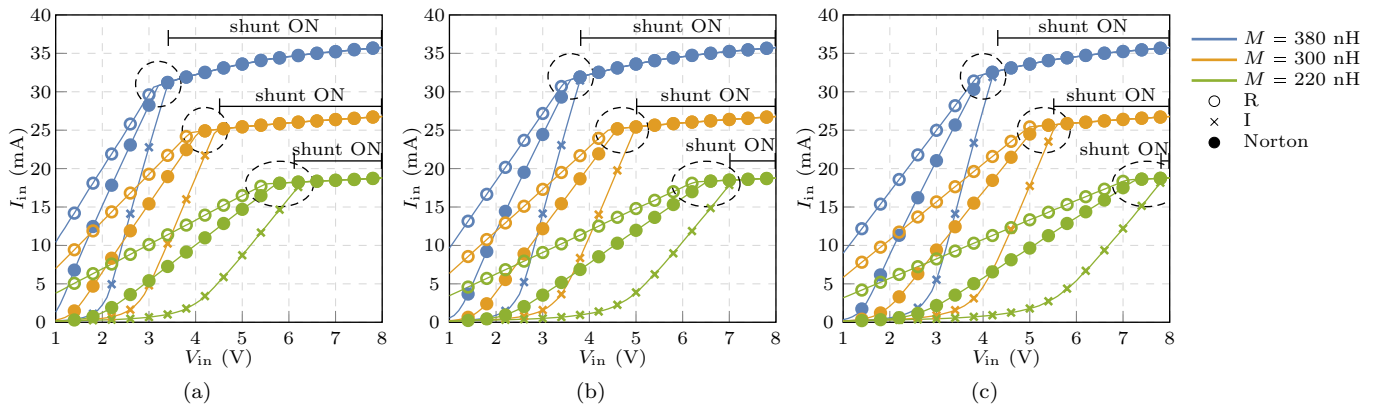 shunt ON
shunt ON
shunt ON
40
35
30
25
20
15
10
5
0
1 2 3 4 5 6 7 8
I_in (mA)
V_in (V)
(a)
shunt ON
shunt ON
shunt ON
40
35
30
25
20
15
10
5
0
1 2 3 4 5 6 7 8
I_in (mA)
V_in (V)
(b)
shunt ON
shunt ON
shunt ON
40
35
30
25
20
15
10
5
0
1 2 3 4 5 6 7 8
I_in (mA)
V_in (V)
(c)
M = 380 nH
M = 300 nH
M = 220 nH
R
I
Norton